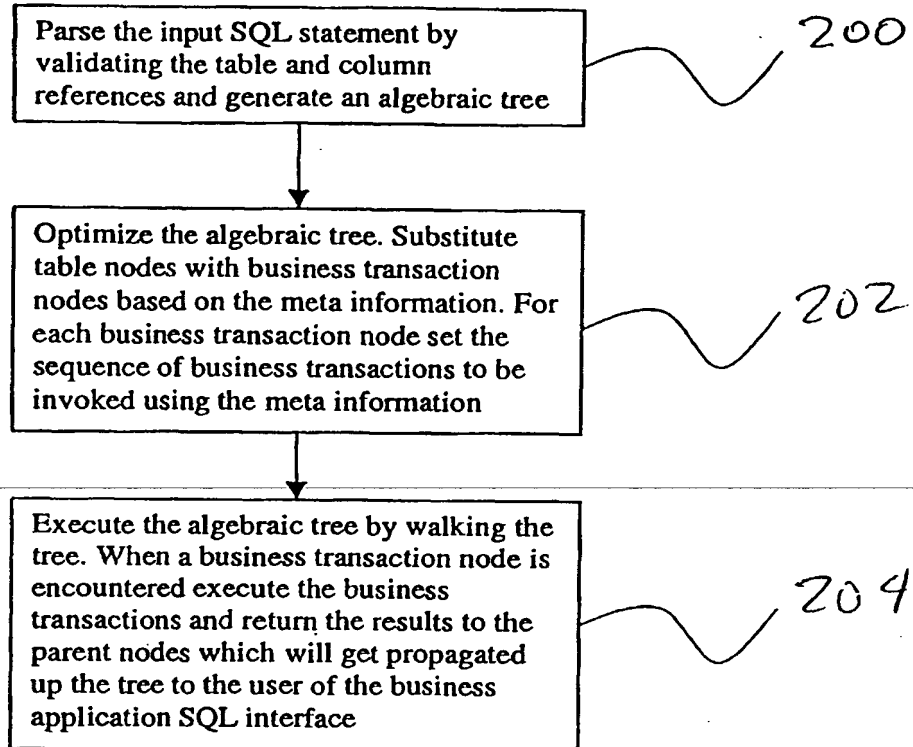 Parse the input SQL statement by
validating the table and column
references and generate an algebraic tree
200
Optimize the algebraic tree. Substitute
table nodes with business transaction
nodes based on the meta information. For
each business transaction node set the
sequence of business transactions to be
invoked using the meta information
202
Execute the algebraic tree by walking the
tree. When a business transaction node is
encountered execute the business
transactions and return the results to the
parent nodes which will get propagated
up the tree to the user of the business
application SQL interface
204